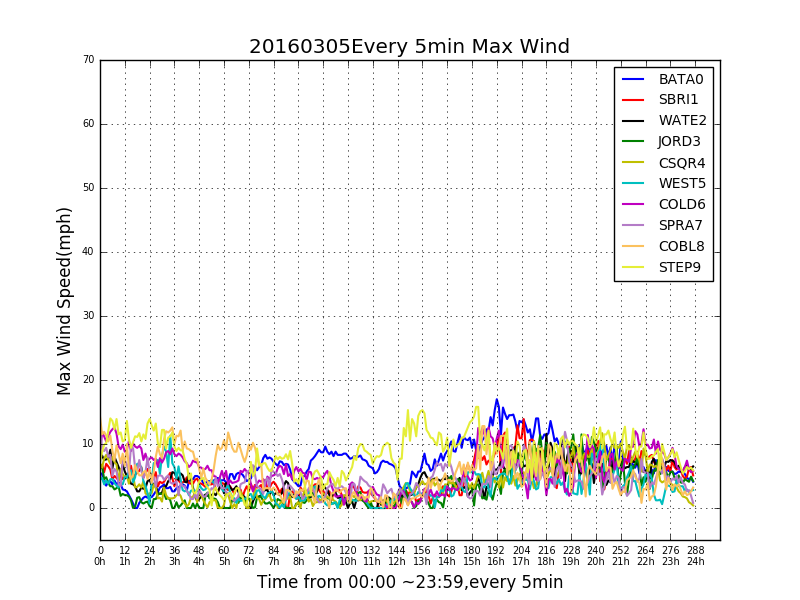 20160305Every 5min Max Wind
70
60
50
40
30
20
10
0
Max Wind Speed(mph)
BATA0
SBRI1
WATE2
JORD3
CSQR4
WEST5
COLD6
SPRA7
COBL8
STEP9
0 12 24 36 48 60 72 84 96 108 120 132 144 156 168 180 192 204 216 228 240 252 264 276 288
0h 1h 2h 3h 4h 5h 6h 7h 8h 9h 10h 11h 12h 13h 14h 15h 16h 17h 18h 19h 20h 21h 22h 23h 24h
Time from 00:00 ~23:59,every 5min